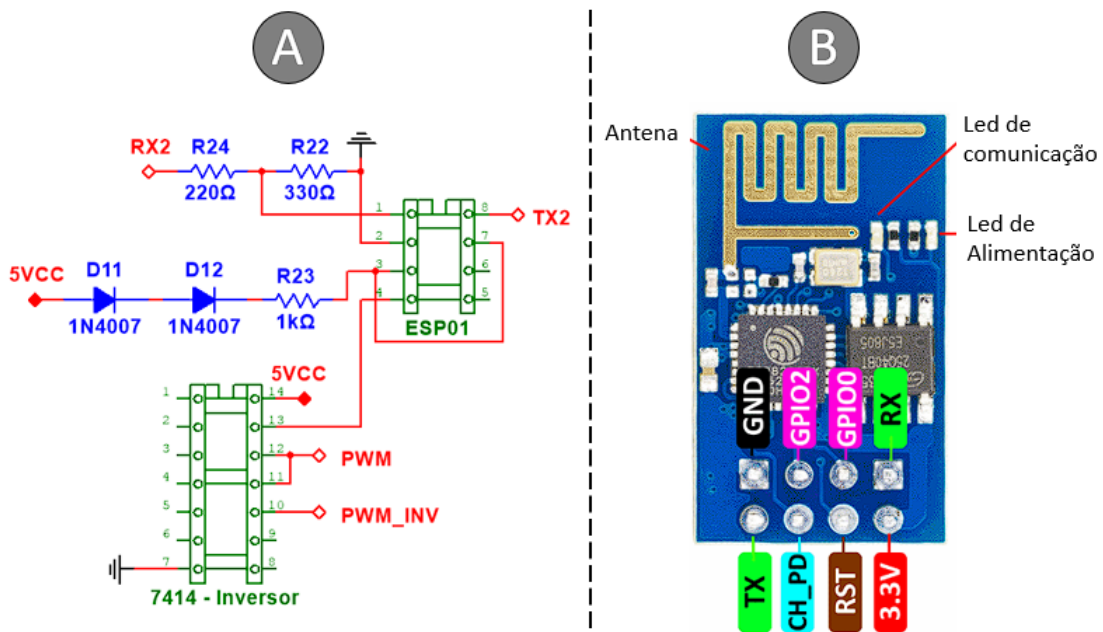 A
RX2
R24
220Ω
R22
330Ω
1
2
3
4
8
7
6
5
TX2
ESP01
5VCC
D11
1N4007
D12
1N4007
R23
1kΩ
5VCC
1
2
3
4
5
6
7
14
13
12
11
10
9
8
PWM
PWM_INV
7414 - Inversor
B
Antena
Led de
comunicação
Led de
Alimentação
25Q40BT
E5J805
GND
GPIO2
GPIO0
RX
TX
CH_PD
RST
3.3V